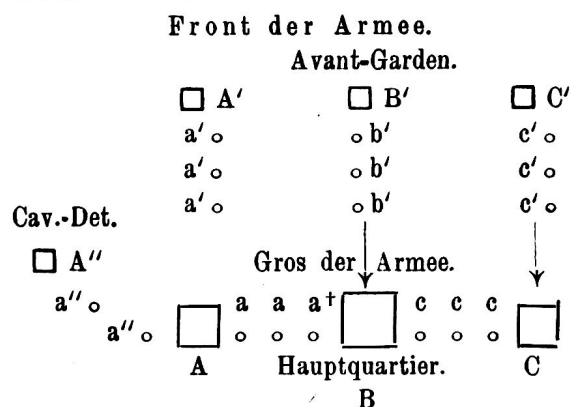 Front der Armee.
Avant-Garden.
A′ B′ C′
a′ b′ c′
a′ b′ c′
a′ b′ c′
Cav.-Det.
A″
Gros der Armee.
a″ a a a† c c c
a″
A Hauptquartier. C
B